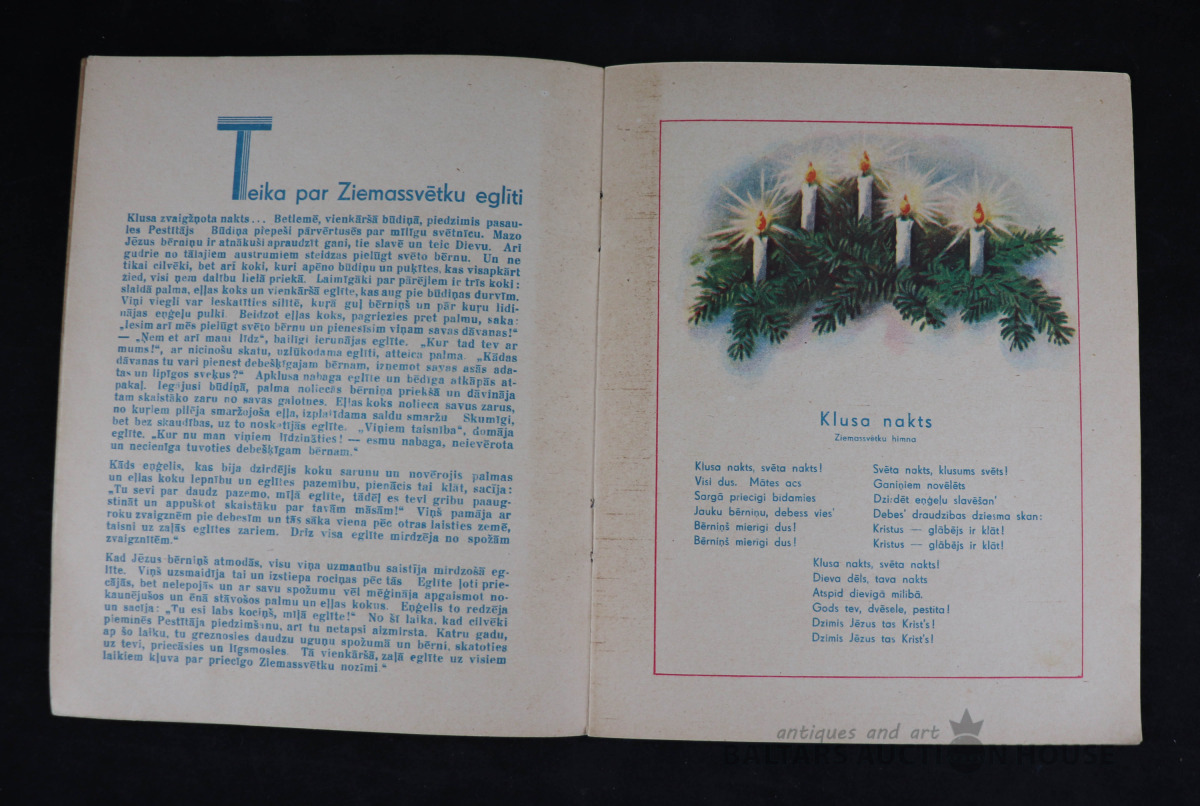 Teika par Ziemassvētku eglīti
Klusa zvaigžņota nakts... Betlemē, vienkāršā būdiņā, piedzimis pasau-
les Pestītājs Būdiņa piepeši pārvērtusēs par mīlīgu svētnīcu. Mazo
Jēzus bērniņu ir atnākuši apraudzīt gani, tie slavē un teic Dievu. Arī
gudrie no tālajiem austrumiem steidzas pielūgt svēto bērnu. Un ne
tikai cilvēki, bet arī koki, kuri apēno būdiņu un puķītes, kas visapkārt
zied, visi ņem dalību lielā priekā. Laimīgāki par pārējiem ir trīs koki:
slaidā palma, eļļas koks un vienkāršā eglīte, kas aug pie būdiņas durvīm.
Viņi viegli var ieskatīties silītē, kuŗā guļ bērniņš un pār kuŗu lidi-
nājas eņģeļu pulki. Beidzot eļļas koks, pagriezies pret palmu, saka:
„Iesim arī mēs pielūgt svēto bērnu un pienesīsim viņam savas dāvanas!“
— „Ņem et arī mani līdz“, bailīgi ierunājas eglīte. „Kur tad tev ar
mums!“, ar nicinošu skatu, uzlūkodama eglīti, atteica palma. „Kādas
dāvanas tu vari pienest debešķīgajam bērnam, izņemot savas asās ada-
tas un lipīgos sveķus?“ Apklusa nabaga eglīte un bēdīga atkāpās at-
pakaļ. Iegājusi būdiņā, palma nolieces bērniņa priekšā un dāvināja
tam skaistāko zaru no savas galotnes. Eļļas koks nolieca savus zarus,
no kuŗiem pilēja smaržojoša eļļa, izplatīdama saldu smaržu Skumīgi,
bet bez skaudības, uz to noskatījās eglīte. „Viņiem taisnība“, domāja
eglīte. „Kur nu man viņiem līdzināties! — esmu nabaga, neievērota
un necienīga tuvoties debešķīgam bērnam.“
Kāds eņģelis, kas bija dzirdējis koku sarunu un novērojis palmas
un eļļas koku lepnību un eglītes pazemību, pienācis tai klāt, sacīja:
„Tu sevi par daudz pazemo, mīļā eglīte, tādēļ es tevi gribu paaug-
stināt un appuškot skaistāku par tavām māsām!“ Viņš pamāja ar
roku zvaigznēm pie debesīm un tās sāka viena pēc otras laisties zemē,
taisni uz zaļās eglītes zariem. Drīz visa eglīte mirdzēja no spožām
zvaigznītēm.“
Kad Jēzus bērniņš atmodās, visu viņa uzmanību saistīja mirdzošā eg-
līte. Viņš uzsmaidīja tai un izstiepa rociņas pēc tās Eglīte ļoti prie-
cājās, bet nelepojās un ar savu spožumu vēl mēģināja apgaismot no-
kaunējušos un ēnā stāvošos palmu un eļļas kokus. Eņģelis to redzēja
un sacīja: „Tu esi labs kociņš, mīļā eglīte!“ No šī laika, kad cilvēki
pieminēs Pestītāja piedzimšanu, arī tu netapsi aizmirsta. Katru gadu,
ap šo laiku, tu greznosies daudzu uguņu spožumā un bērni, skatoties
uz tevi, priecāsies un līgsmosies. Tā vienkāršā, zaļā eglīte uz visiem
laikiem kļuva par priecīgo Ziemassvētku nozīmi.“
Klusa nakts
Ziemassvētku himna
Klusa nakts, svēta nakts!
Visi dus. Mātes acs
Sargā priecīgi bīdamies
Jauku bērniņu, debess vies'
Bērniņš mierīgi dus!
Bērniņš mierīgi dus!
Svēta nakts, klusums svēts!
Ganiņiem novēlēts
Dzirdēt eņģeļu slavēšan'
Debes' draudzības dziesma skan:
Kristus — glābējs ir klāt!
Kristus — glābējs ir klāt!
Klusa nakts, svēta nakts!
Dieva dēls, tava nakts
Atspīd dievīgā mīlībā.
Gods tev, dvēsele, pestīta!
Dzimis Jēzus tas Krist's!
Dzimis Jēzus tas Krist's!
antiques and art
BALTARS AUCTION HOUSE